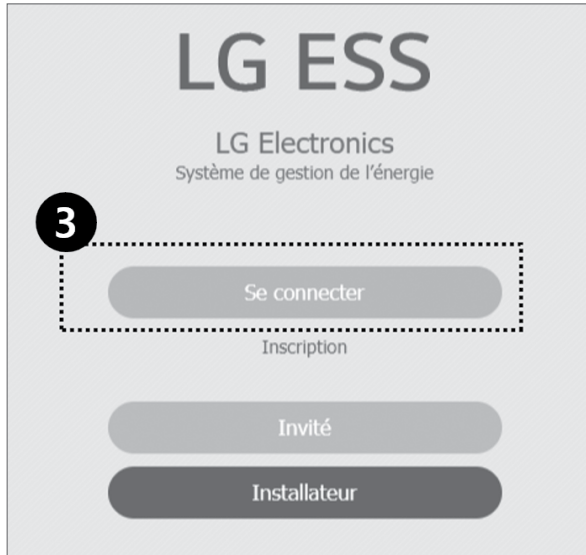 LG ESS
LG Electronics
Système de gestion de l'énergie
3
Se connecter
Inscription
Invité
Installateur